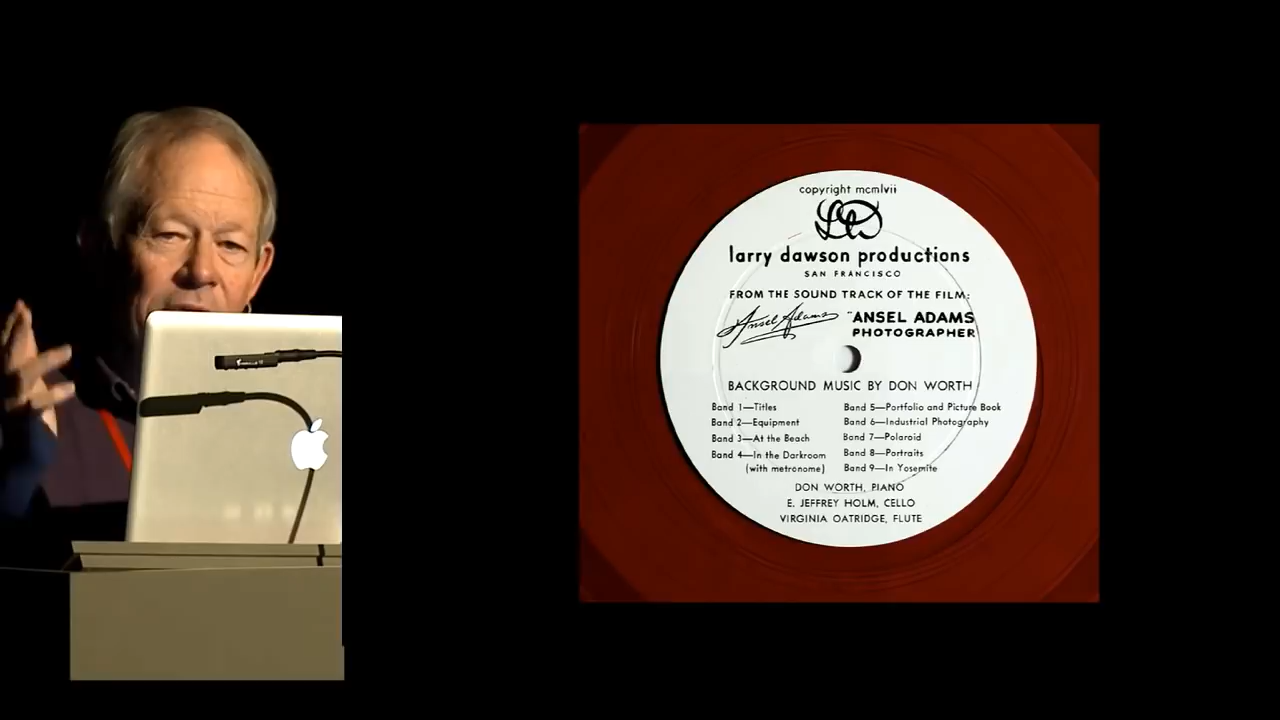 copyright mcmlvii
larry dawson productions
SAN FRANCISCO
FROM THE SOUND TRACK OF THE FILM:
Ansel Adams "ANSEL ADAMS
PHOTOGRAPHER
BACKGROUND MUSIC BY DON WORTH
Band 1—Titles
Band 2—Equipment
Band 3—At the Beach
Band 4—In the Darkroom
(with metronome)
Band 5—Portfolio and Picture Book
Band 6—Industrial Photography
Band 7—Polaroid
Band 8—Portraits
Band 9—In Yosemite
DON WORTH, PIANO
E. JEFFREY HOLM, CELLO
VIRGINIA OATRIDGE, FLUTE